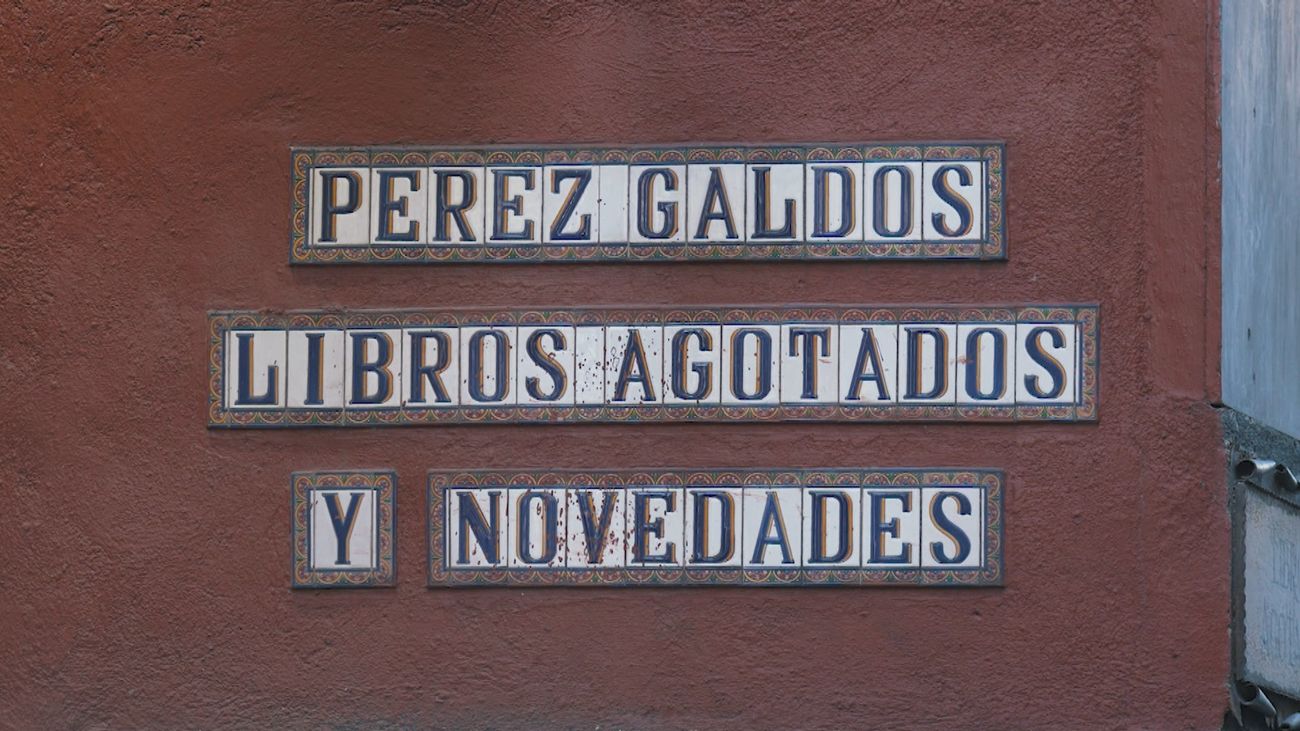 PEREZ GALDOS
LIBROS AGOTADOS
Y NOVEDADES